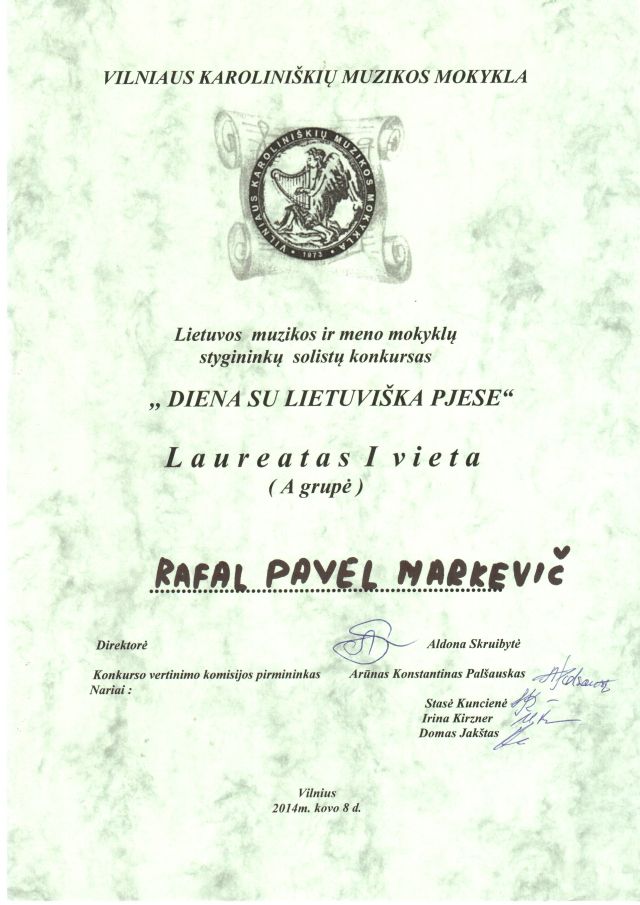 VILNIAUS KAROLINIŠKIŲ MUZIKOS MOKYKLA
VILNIAUS KAROLINIŠKIŲ MUZIKOS MOKYKLA
• 1973 •
Lietuvos muzikos ir meno mokyklų
stygininkų solistų konkursas
„ DIENA SU LIETUVIŠKA PJESE“
Laureatas I vieta
( A grupė )
RAFAL PAVEL MARKEVIČ
Direktorė Aldona Skruibytė
Konkurso vertinimo komisijos pirmininkas Arūnas Konstantinas Palšauskas
Nariai :
Stasė Kuncienė
Irina Kirzner
Domas Jakštas
Vilnius
2014m. kovo 8 d.